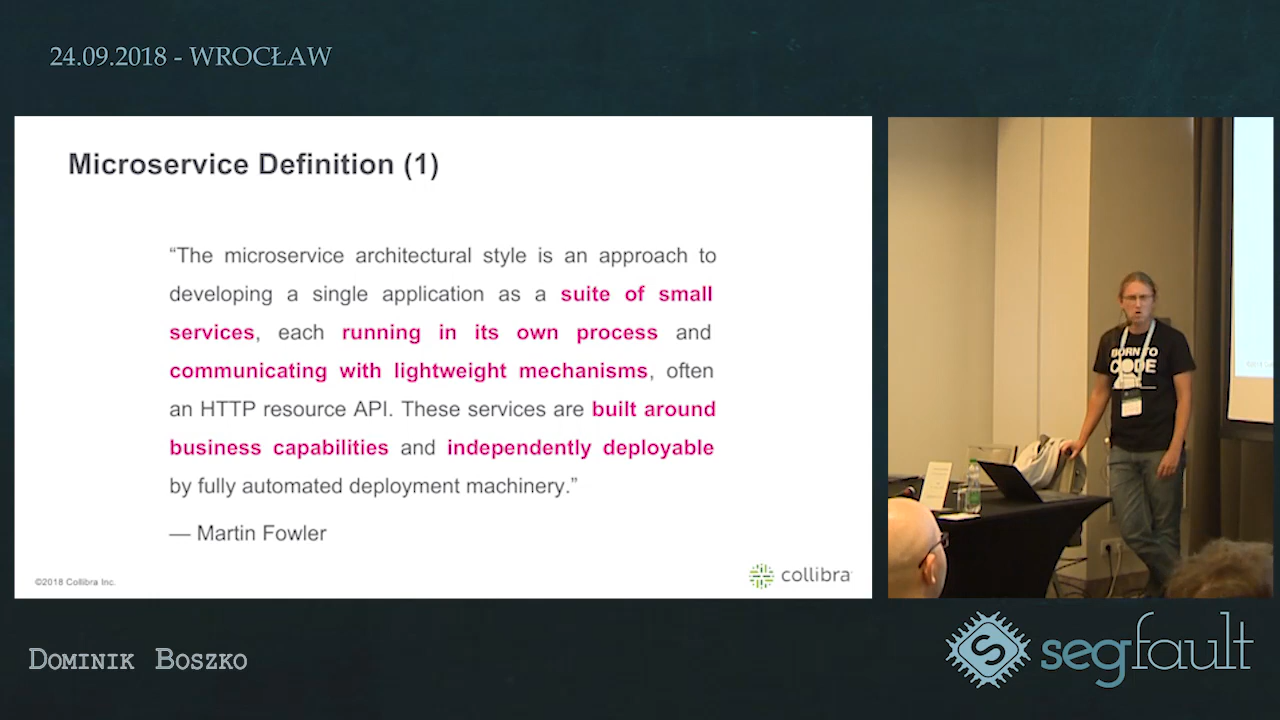 24.09.2018 - WROCŁAW
Microservice Definition (1)
“The microservice architectural style is an approach to
developing a single application as a suite of small
services, each running in its own process and
communicating with lightweight mechanisms, often
an HTTP resource API. These services are built around
business capabilities and independently deployable
by fully automated deployment machinery.”
— Martin Fowler
©2018 Collibra Inc.
collibra
BORN TO
CODE
DOMINIK BOSZKO
segfault